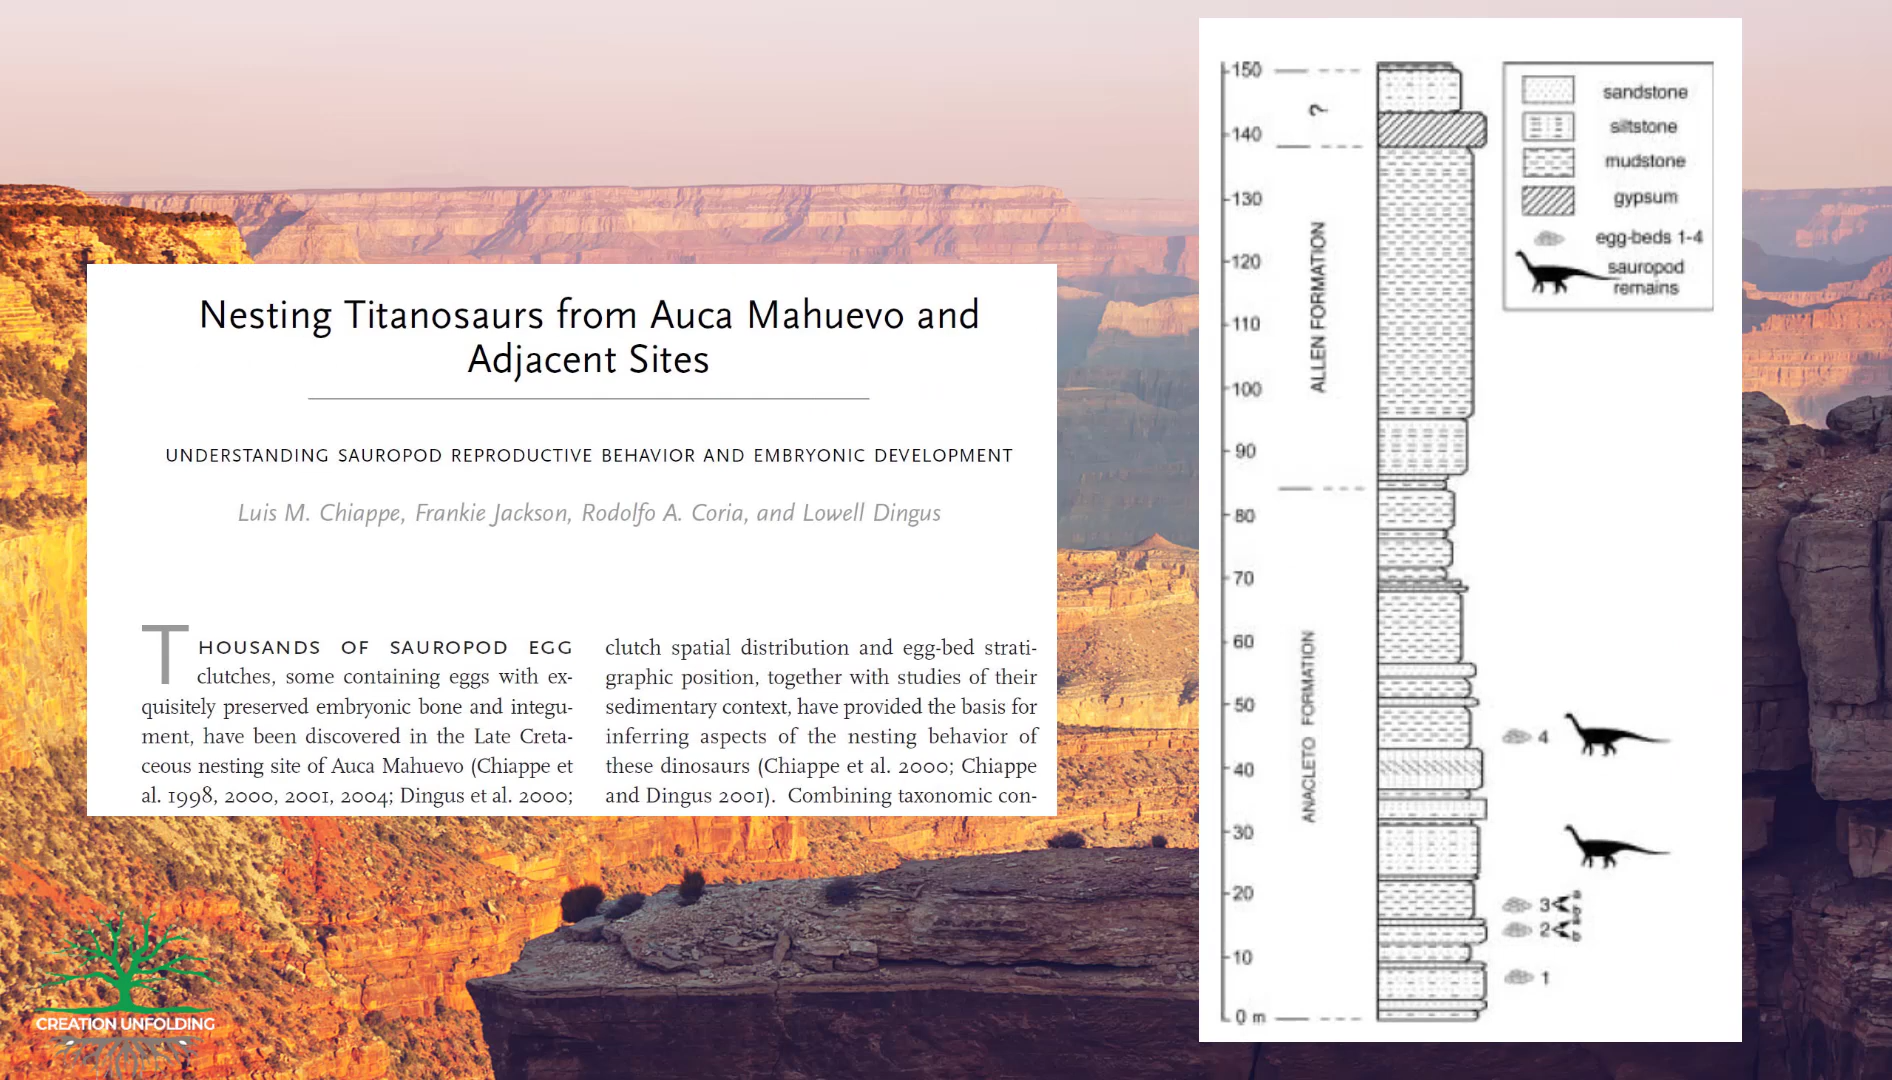 Nesting Titanosaurs from Auca Mahuevo and
Adjacent Sites
UNDERSTANDING SAUROPOD REPRODUCTIVE BEHAVIOR AND EMBRYONIC DEVELOPMENT
Luis M. Chiappe, Frankie Jackson, Rodolfo A. Coria, and Lowell Dingus
THOUSANDS OF SAUROPOD EGG
clutches, some containing eggs with ex-
quisitely preserved embryonic bone and integu-
ment, have been discovered in the Late Creta-
ceous nesting site of Auca Mahuevo (Chiappe et
al. 1998, 2000, 2001, 2004; Dingus et al. 2000;
clutch spatial distribution and egg-bed strati-
graphic position, together with studies of their
sedimentary context, have provided the basis for
inferring aspects of the nesting behavior of
these dinosaurs (Chiappe et al. 2000; Chiappe
and Dingus 2001). Combining taxonomic con-
CREATION UNFOLDING
150
140
130
120
110
100
90
80
70
60
50
40
30
20
10
0 m
?
ALLEN FORMATION
ANACLETO FORMATION
sandstone
siltstone
mudstone
gypsum
egg-beds 1-4
sauropod
remains
4
3
2
1